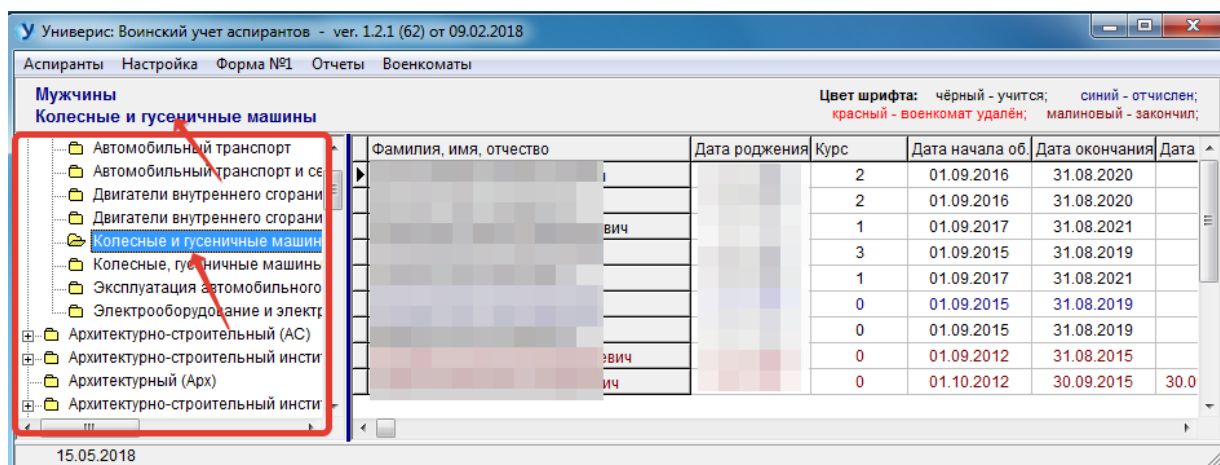 У Универис: Воинский учет аспирантов - ver. 1.2.1 (62) от 09.02.2018
Аспиранты Настройка Форма №1 Отчеты Военкоматы
Мужчины
Колесные и гусеничные машины
Цвет шрифта: чёрный - учится; синий - отчислен;
красный - военкомат удалён; малиновый - закончил;
Автомобильный транспорт
Автомобильный транспорт и се
Двигатели внутреннего сгорани
Двигатели внутреннего сгорани
Колесные и гусеничные машин
Колесные, гусеничные машины
Эксплуатация автомобильного
Электрооборудование и электр
Архитектурно-строительный (АС)
Архитектурно-строительный инсти
Архитектурный (Арх)
Архитектурно-строительный инсти
Фамилия, имя, отчество Дата роджения Курс Дата начала об. Дата окончания Дата
2 01.09.2016 31.08.2020
2 01.09.2016 31.08.2020
вич 1 01.09.2017 31.08.2021
3 01.09.2015 31.08.2019
1 01.09.2017 31.08.2021
0 01.09.2015 31.08.2019
0 01.09.2015 31.08.2019
евич 0 01.09.2012 31.08.2015
ич 0 01.10.2012 30.09.2015 30.0
15.05.2018